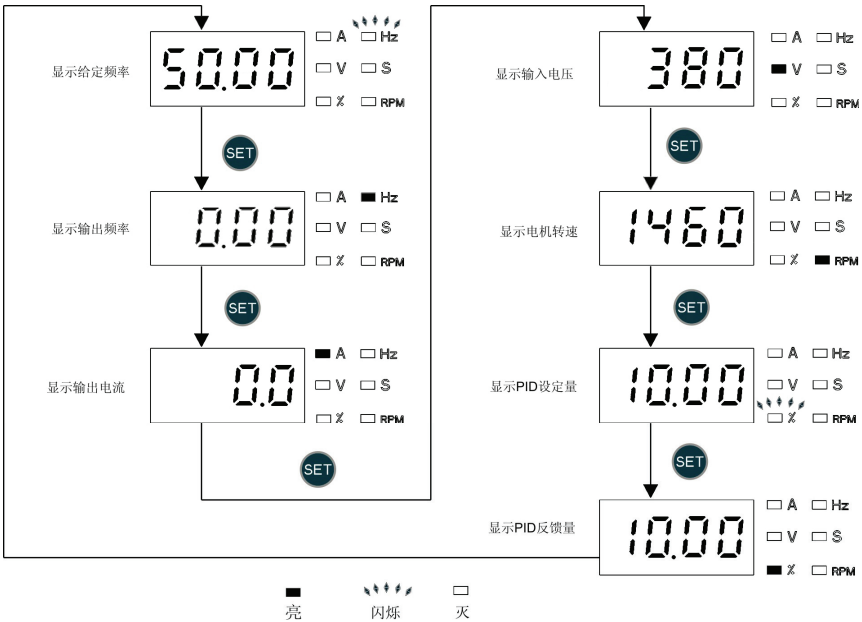 显示给定频率
50.00
A Hz
V S
% RPM
SET
显示输出频率
0.00
A Hz
V S
% RPM
SET
显示输出电流
0.0
A Hz
V S
% RPM
SET
显示输入电压
380
A Hz
V S
% RPM
SET
显示电机转速
1460
A Hz
V S
% RPM
SET
显示PID设定量
10.00
A Hz
V S
% RPM
SET
显示PID反馈量
10.00
A Hz
V S
% RPM
亮 闪烁 灭